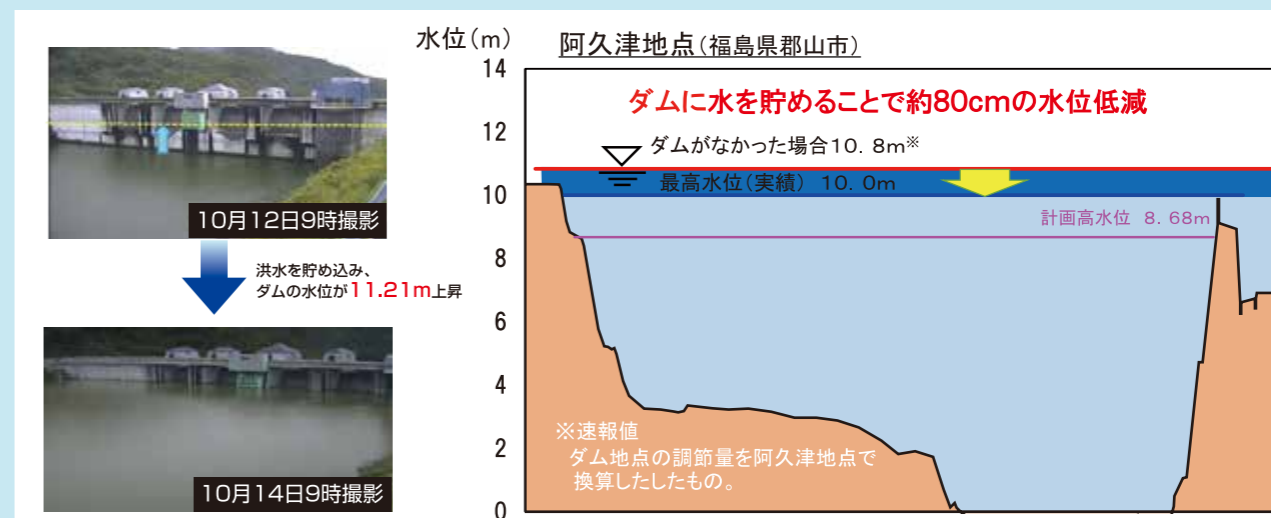 水位(m)
阿久津地点(福島県郡山市)
14
ダムに水を貯めることで約80cmの水位低減
12
ダムがなかった場合10.8m※
最高水位(実績) 10.0m
10
計画高水位 8.68m
8
6
4
2
0
※速報値
ダム地点の調節量を阿久津地点で
換算したしたもの。
10月12日9時撮影
洪水を貯め込み、
ダムの水位が11.21m上昇
10月14日9時撮影